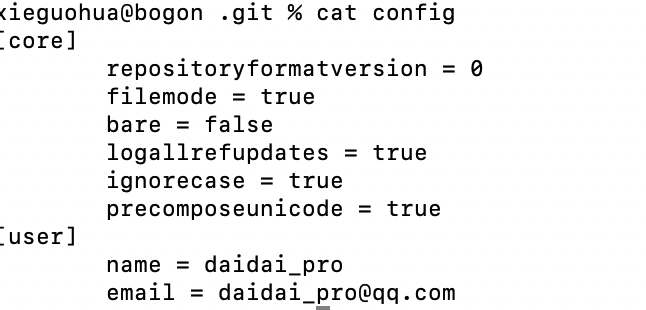 xieguohua@bogon .git % cat config
[core]
repositoryformatversion = 0
filemode = true
bare = false
logallrefupdates = true
ignorecase = true
precomposeunicode = true
[user]
name = daidai_pro
email = daidai_pro@qq.com